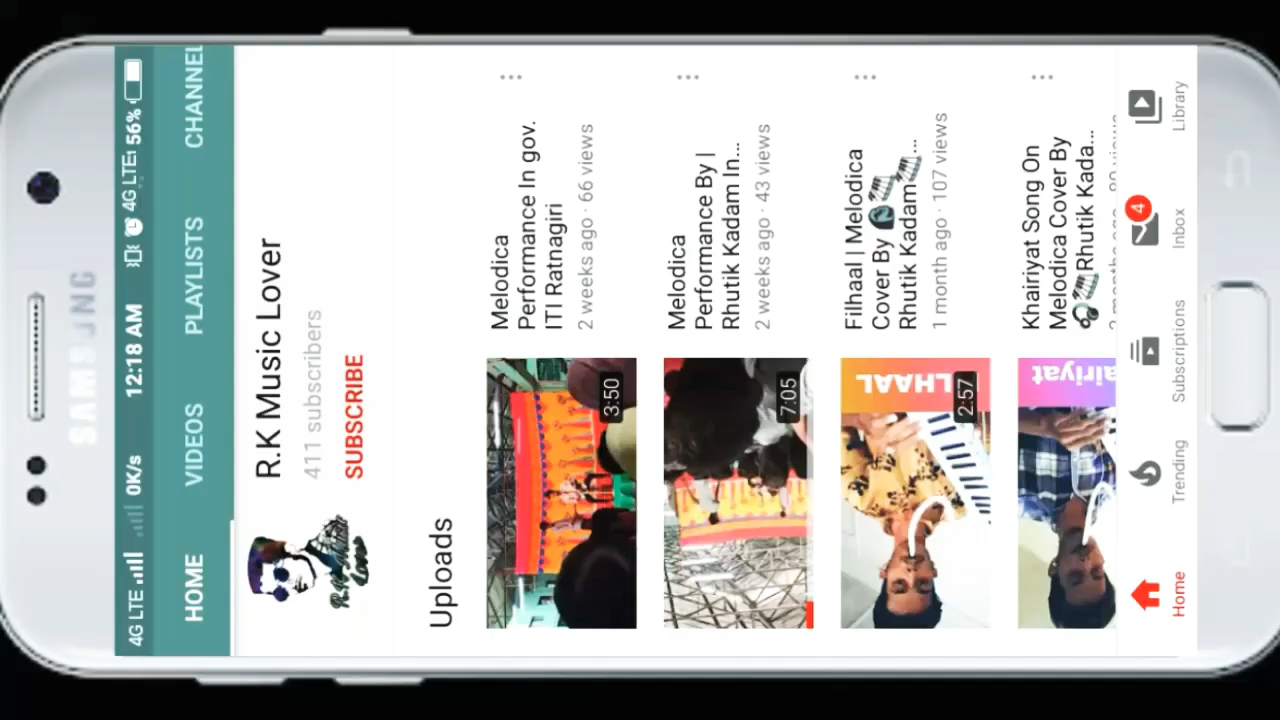 SAMSUNG
4G LTE 0K/s 12:18 AM 4G LTE 56%
HOME VIDEOS PLAYLISTS CHANNEL
R.K Music Lover
411 subscribers
SUBSCRIBE
Uploads
Melodica
Performance In gov.
ITI Ratnagiri
2 weeks ago · 66 views
3:50
Melodica
Performance By |
Rhutik Kadam In...
2 weeks ago · 43 views
7:05
Filhaal | Melodica
Cover By
Rhutik Kadam...
1 month ago · 107 views
LHAAL
2:57
Khairiyat Song On
Melodica Cover By
Rhutik Kada...
airiyat
Home Trending Subscriptions Inbox Library
4